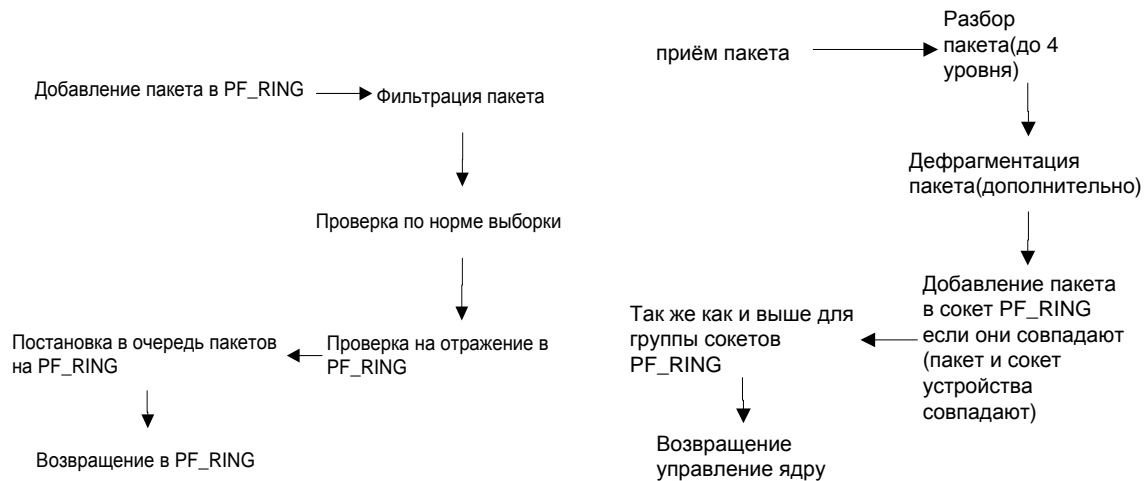 Добавление пакета в PF_RING
Фильтрация пакета
Проверка по норме выборки
Проверка на отражение в
PF_RING
Постановка в очередь пакетов
на PF_RING
Возвращение в PF_RING
приём пакета
Разбор
пакета(до 4
уровня)
Дефрагментация
пакета(дополнительно)
Добавление пакета
в сокет PF_RING
если они совпадают
(пакет и сокет
устройства
совпадают)
Так же как и выше для
группы сокетов
PF_RING
Возвращение
управление ядру